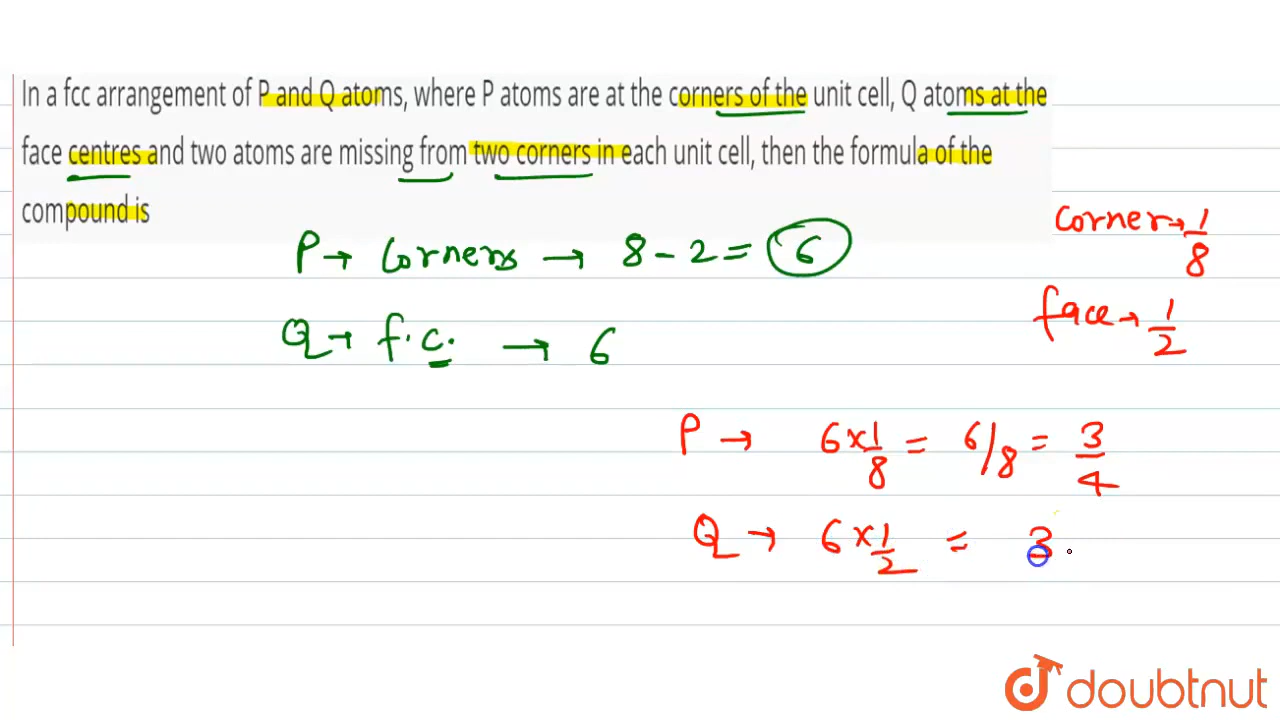 In a fcc arrangement of P and Q atoms, where P atoms are at the corners of the unit cell, Q atoms at the
face centres and two atoms are missing from two corners in each unit cell, then the formula of the
compound is
P → Corners → 8 - 2 = 6
Q → f.c. → 6
Corner → 1/8
face → 1/2
P → 6 × 1/8 = 6/8 = 3/4
Q → 6 × 1/2 = 3
doubtnut